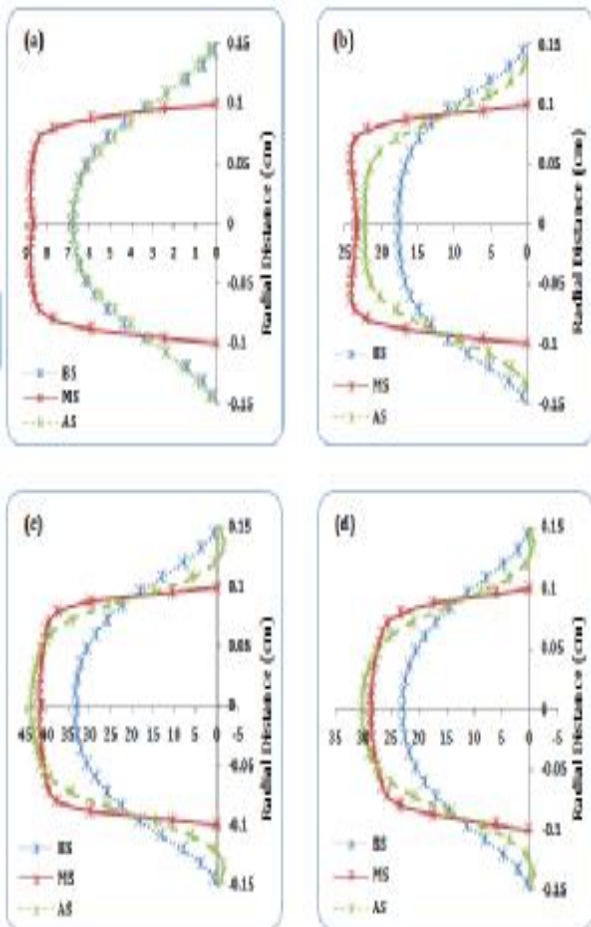 (a)
0.15
0.1
0.05
0
-0.05
-0.1
-0.15
9 8 7 6 5 4 3 2 1 0
Radial Distance (cm)
BS
MS
AS
(b)
0.15
0.1
0.05
0
-0.05
-0.1
-0.15
25 20 15 10 5 0
Radial Distance (cm)
BS
MS
AS
(c)
0.15
0.1
0.05
0
-0.05
-0.1
-0.15
45 40 35 30 25 20 15 10 5 0 -5
Radial Distance (cm)
BS
MS
AS
(d)
0.15
0.1
0.05
0
-0.05
-0.1
-0.15
35 30 25 20 15 10 5 0 -5
Radial Distance (cm)
BS
MS
AS